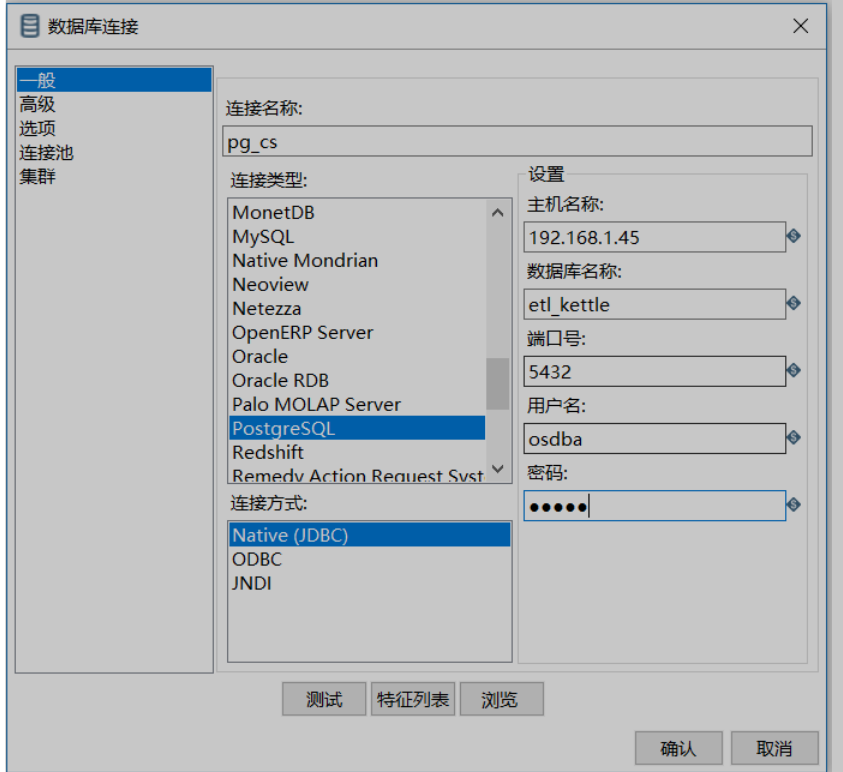 数据库连接
一般
高级
选项
连接池
集群
连接名称:
pg_cs
连接类型:
MonetDB
MySQL
Native Mondrian
Neoview
Netezza
OpenERP Server
Oracle
Oracle RDB
Palo MOLAP Server
PostgreSQL
Redshift
Remedy Action Request Syst
连接方式:
Native (JDBC)
ODBC
JNDI
设置
主机名称:
192.168.1.45
数据库名称:
etl_kettle
端口号:
5432
用户名:
osdba
密码:
●●●●●
测试
特征列表
浏览
确认
取消